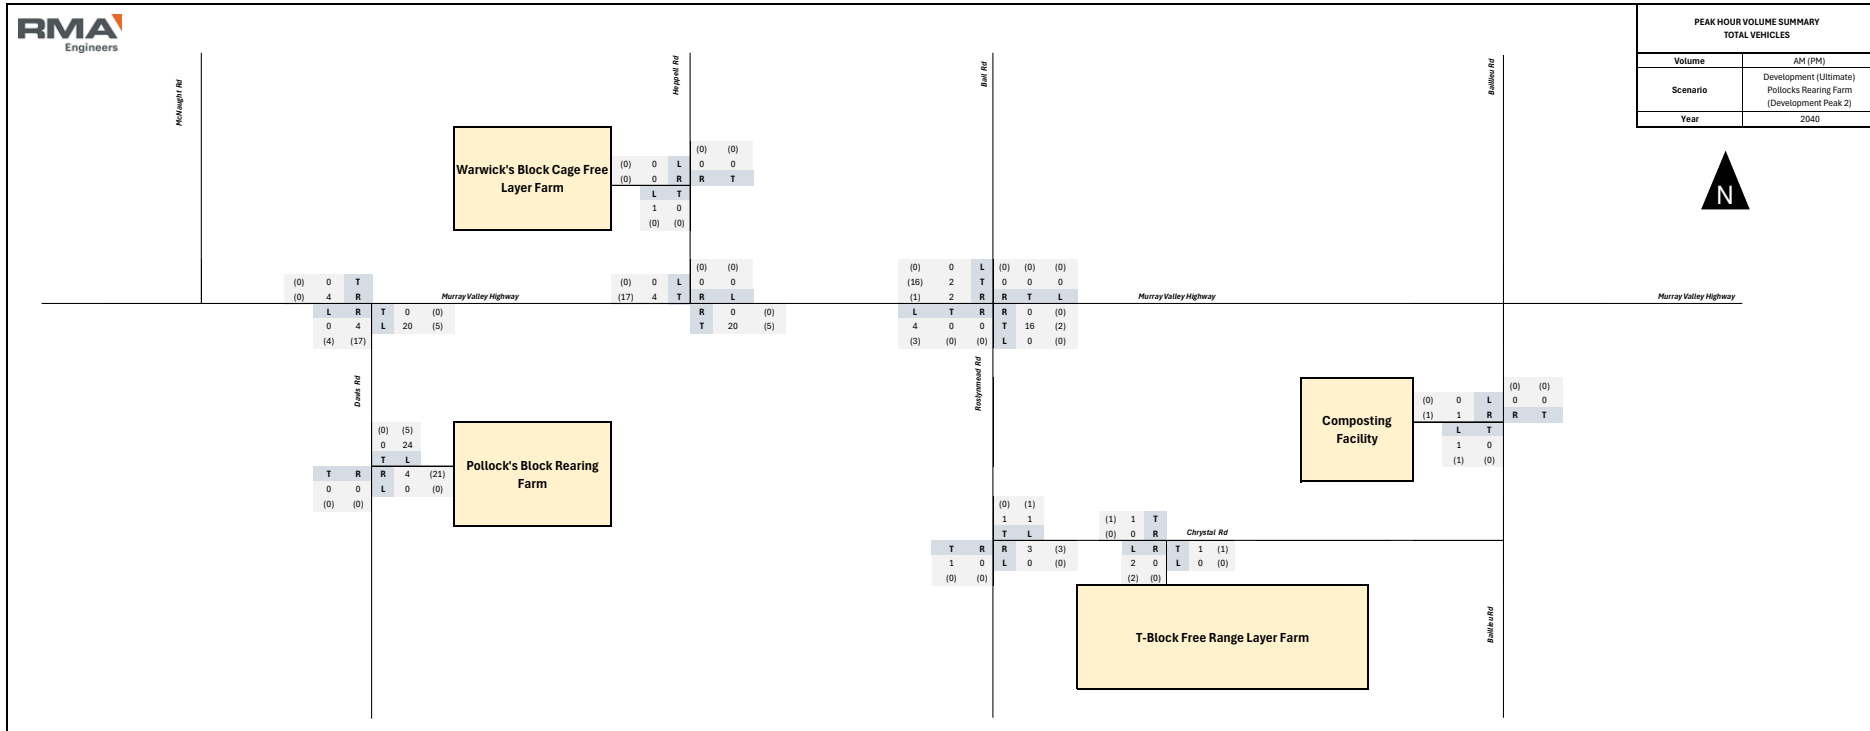 RMA
Engineers
PEAK HOUR VOLUME SUMMARY
TOTAL VEHICLES
Volume AM (PM)
Scenario Development (Ultimate)
Pollocks Rearing Farm
(Development Peak 2)
Year 2040
N
McNaught Rd
Heppell Rd
Ball Rd
Baillieu Rd
Warwick's Block Cage Free
Layer Farm
(0) (0)
(0) 0 L 0 0
(0) 0 R R T
L T
1 0
(0) (0)
(0) 0 T
(0) 4 R
Murray Valley Highway
L R T 0 (0)
0 4 L 20 (5)
(4) (17)
(0) (0)
(0) 0 L 0 0
(17) 4 T R L
R 0 (0)
T 20 (5)
(0) 0 L (0) (0) (0)
(16) 2 T 0 0 0
(1) 2 R R T L
L T R R 0 (0)
4 0 0 T 16 (2)
(3) (0) (0) L 0 (0)
Murray Valley Highway
Murray Valley Highway
Davis Rd
Roslynmead Rd
(0) (5)
0 24
T L
T R R 4 (21)
0 0 L 0 (0)
(0) (0)
Pollock's Block Rearing
Farm
Composting
Facility
(0) (0)
(0) 0 L 0 0
(1) 1 R R T
L T
1 0
(1) (0)
(0) (1)
1 1
T L
T R R 3 (3)
1 0 L 0 (0)
(0) (0)
(1) 1 T
(0) 0 R
Chrystal Rd
L R T 1 (1)
2 0 L 0 (0)
(2) (0)
T-Block Free Range Layer Farm
Baillieu Rd